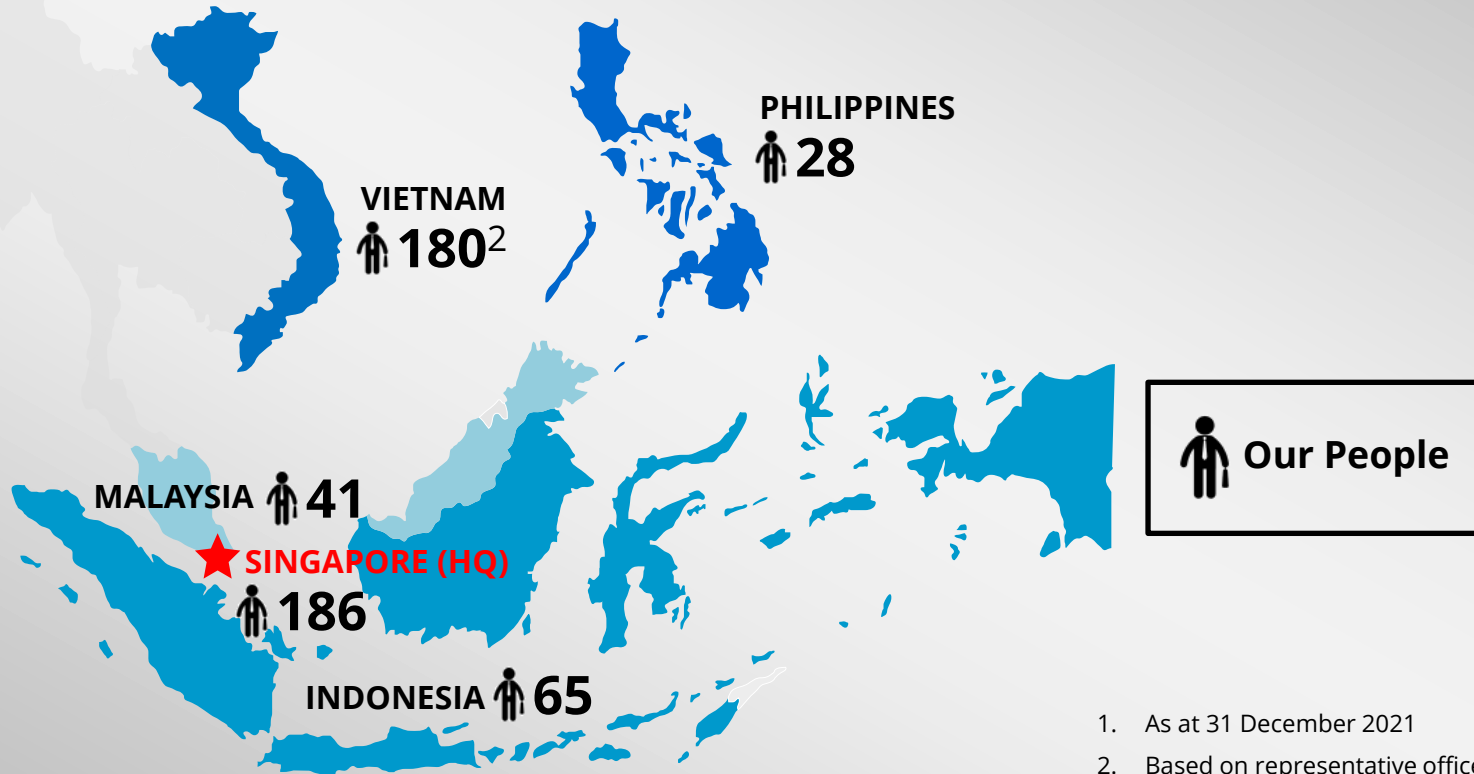 PHILIPPINES
28
VIETNAM
180²
MALAYSIA 41
SINGAPORE (HQ)
186
INDONESIA 65
Our People
1. As at 31 December 2021
2. Based on representative office